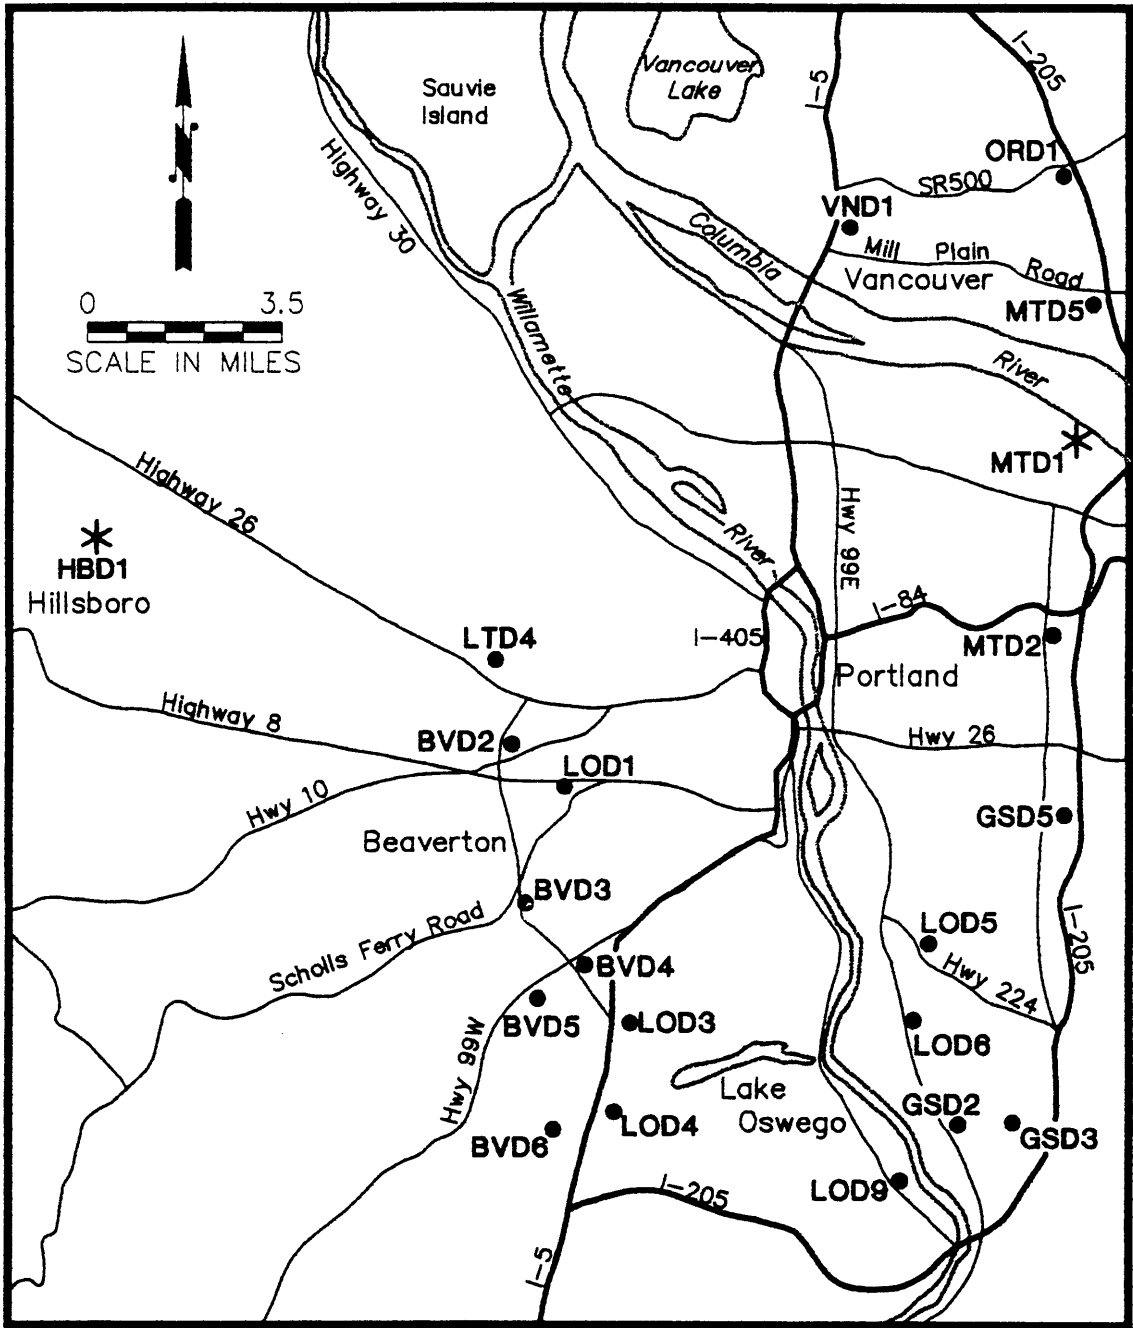 Sauvie
Island
Vancouver
Lake
I-5
I-205
Highway 30
ORD1
SR500
VND1
Columbia
Mill Plain Road
Vancouver
MTD5
N
0 3.5
SCALE IN MILES
Willamette
River
MTD1
Highway 26
HBD1
Hillsboro
River
Hwy 99E
I-84
LTD4
I-405
MTD2
Portland
Highway 8
BVD2
Hwy 26
LOD1
Hwy 10
GSD5
Beaverton
BVD3
Scholls Ferry Road
LOD5
I-205
BVD4
Hwy 224
BVD5
LOD3
LOD6
Hwy 99W
Lake
Oswego
GSD2
LOD4
GSD3
BVD6
LOD9
I-205
I-5